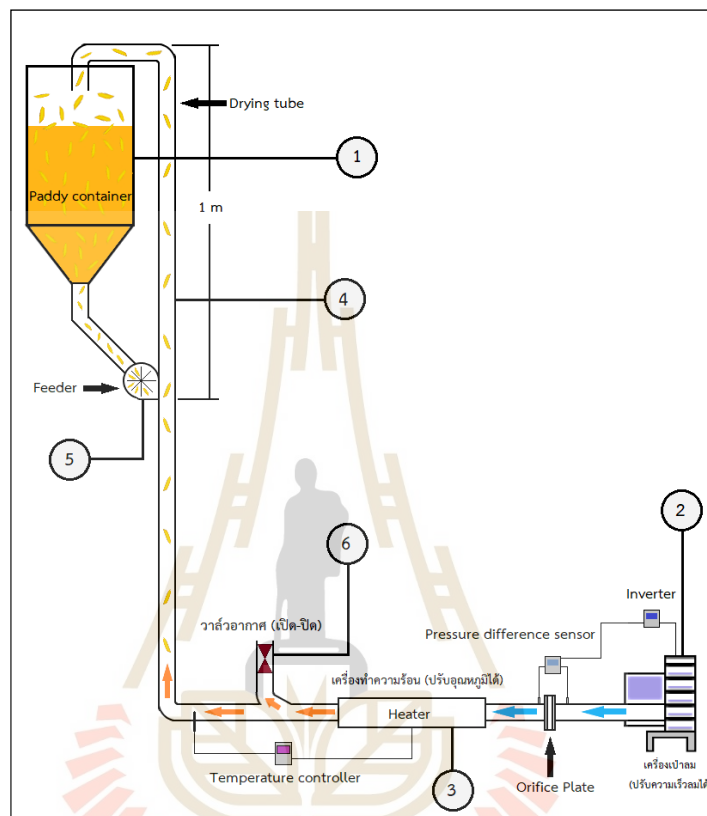 Drying tube
1
Paddy container
1 m
4
Feeder
5
2
6
Inverter
วาล์วอากาศ (เปิด-ปิด)
Pressure difference sensor
เครื่องทำความร้อน (ปรับอุณหภูมิได้)
Heater
เครื่องเป่าลม
Temperature controller
3
Orifice Plate
(ปรับความเร็วลมได้